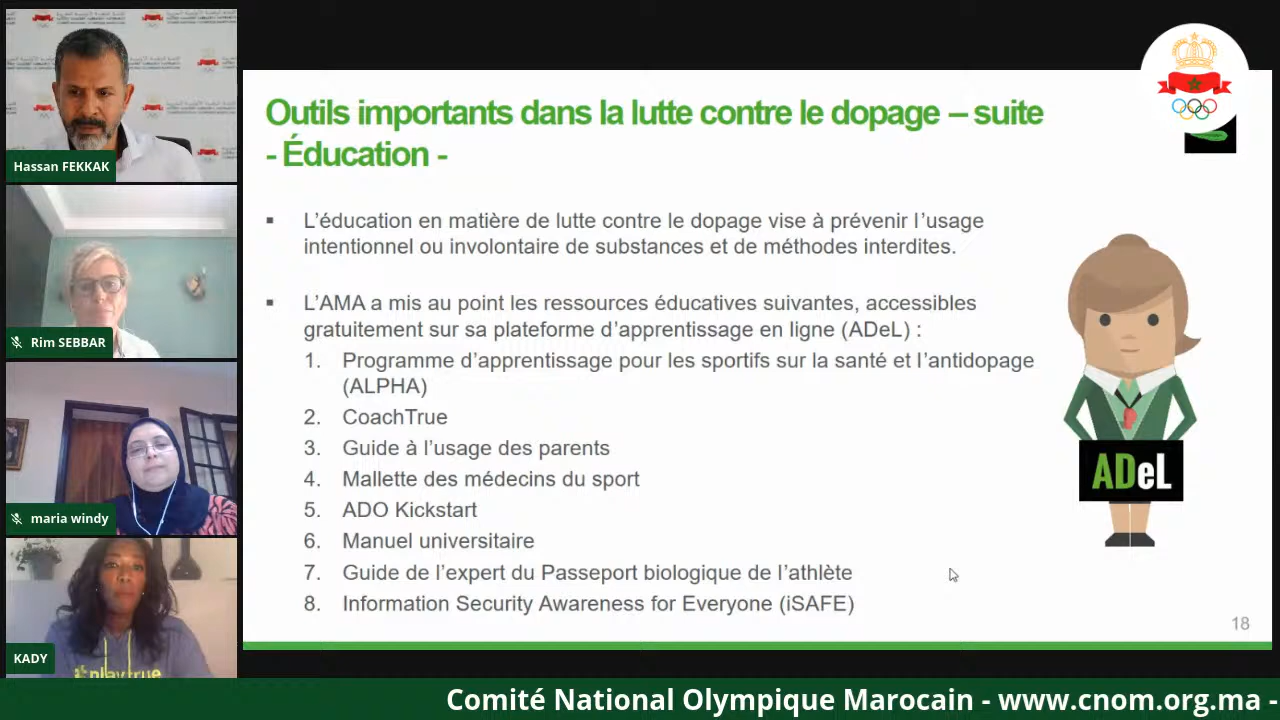 Hassan FEKKAK
Rim SEBBAR
maria windy
KADY
playtrue
Outils importants dans la lutte contre le dopage – suite
- Éducation -
▪ L’éducation en matière de lutte contre le dopage vise à prévenir l’usage
intentionnel ou involontaire de substances et de méthodes interdites.
▪ L’AMA a mis au point les ressources éducatives suivantes, accessibles
gratuitement sur sa plateforme d’apprentissage en ligne (ADeL) :
1. Programme d’apprentissage pour les sportifs sur la santé et l’antidopage
(ALPHA)
2. CoachTrue
3. Guide à l’usage des parents
4. Mallette des médecins du sport
5. ADO Kickstart
6. Manuel universitaire
7. Guide de l’expert du Passeport biologique de l’athlète
8. Information Security Awareness for Everyone (iSAFE)
ADeL
18
Comité National Olympique Marocain - www.cnom.org.ma -